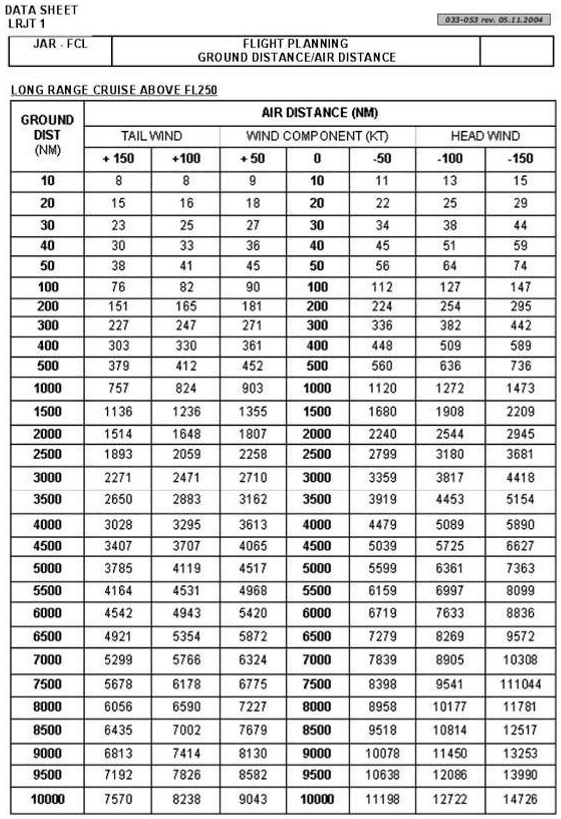 DATA SHEET
LRJT 1
033-053 rev. 05.11.2004
JAR - FCL
FLIGHT PLANNING
GROUND DISTANCE/AIR DISTANCE
LONG RANGE CRUISE ABOVE FL250
GROUND DIST (NM) AIR DISTANCE (NM)
TAIL WIND WIND COMPONENT (KT) HEAD WIND
+ 150 +100 + 50 0 -50 -100 -150
10 8 8 9 10 11 13 15
20 15 16 18 20 22 25 29
30 23 25 27 30 34 38 44
40 30 33 36 40 45 51 59
50 38 41 45 50 56 64 74
100 76 82 90 100 112 127 147
200 151 165 181 200 224 254 295
300 227 247 271 300 336 382 442
400 303 330 361 400 448 509 589
500 379 412 452 500 560 636 736
1000 757 824 903 1000 1120 1272 1473
1500 1136 1236 1355 1500 1680 1908 2209
2000 1514 1648 1807 2000 2240 2544 2945
2500 1893 2059 2258 2500 2799 3180 3681
3000 2271 2471 2710 3000 3359 3817 4418
3500 2650 2883 3162 3500 3919 4453 5154
4000 3028 3295 3613 4000 4479 5089 5890
4500 3407 3707 4065 4500 5039 5725 6627
5000 3785 4119 4517 5000 5599 6361 7363
5500 4164 4531 4968 5500 6159 6997 8099
6000 4542 4943 5420 6000 6719 7633 8836
6500 4921 5354 5872 6500 7279 8269 9572
7000 5299 5766 6324 7000 7839 8905 10308
7500 5678 6178 6775 7500 8398 9541 111044
8000 6056 6590 7227 8000 8958 10177 11781
8500 6435 7002 7679 8500 9518 10814 12517
9000 6813 7414 8130 9000 10078 11450 13253
9500 7192 7826 8582 9500 10638 12086 13990
10000 7570 8238 9043 10000 11198 12722 14726